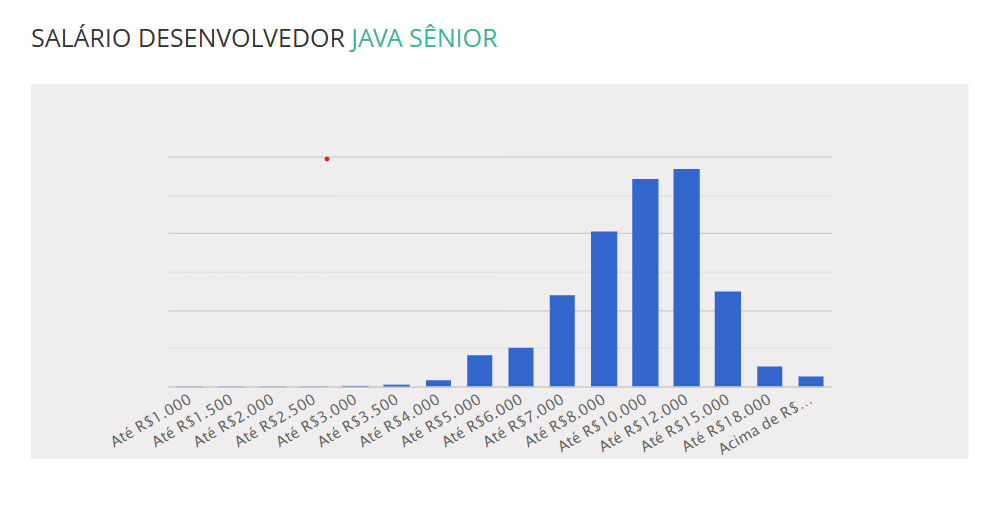 SALÁRIO DESENVOLVEDOR JAVA SÊNIOR
Até R$1.000
Até R$1.500
Até R$2.000
Até R$2.500
Até R$3.000
Até R$3.500
Até R$4.000
Até R$5.000
Até R$6.000
Até R$7.000
Até R$8.000
Até R$10.000
Até R$12.000
Até R$15.000
Até R$18.000
Acima de R$...